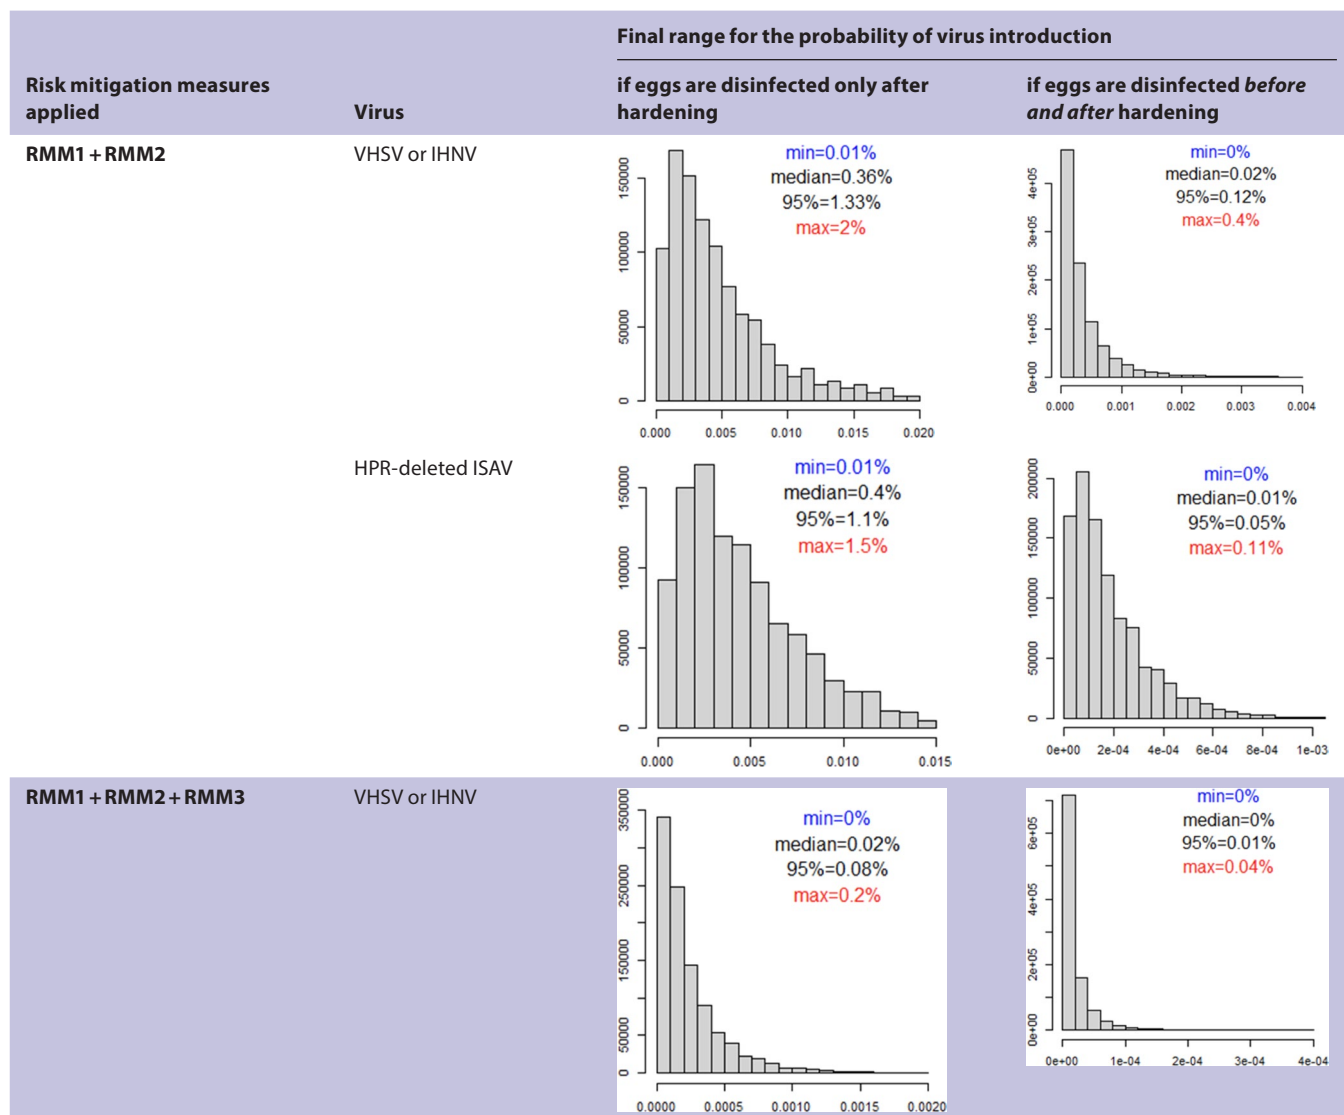 Final range for the probability of virus introduction
Risk mitigation measures
applied
Virus
if eggs are disinfected only after
hardening
if eggs are disinfected before
and after hardening
RMM1 + RMM2
VHSV or IHNV
min=0.01%
median=0.36%
95%=1.33%
max=2%
150000
100000
50000
0
0.000 0.005 0.010 0.015 0.020
min=0%
median=0.02%
95%=0.12%
max=0.4%
4e+05
3e+05
2e+05
1e+05
0e+00
0.000 0.001 0.002 0.003 0.004
HPR-deleted ISAV
min=0.01%
median=0.4%
95%=1.1%
max=1.5%
150000
100000
50000
0
0.000 0.005 0.010 0.015
min=0%
median=0.01%
95%=0.05%
max=0.11%
200000
150000
100000
50000
0
0e+00 2e-04 4e-04 6e-04 8e-04 1e-03
RMM1 + RMM2 + RMM3
VHSV or IHNV
min=0%
median=0.02%
95%=0.08%
max=0.2%
350000
250000
150000
50000
0
0.0000 0.0005 0.0010 0.0015 0.0020
min=0%
median=0%
95%=0.01%
max=0.04%
6e+05
4e+05
2e+05
0e+00
0e+00 1e-04 2e-04 3e-04 4e-04